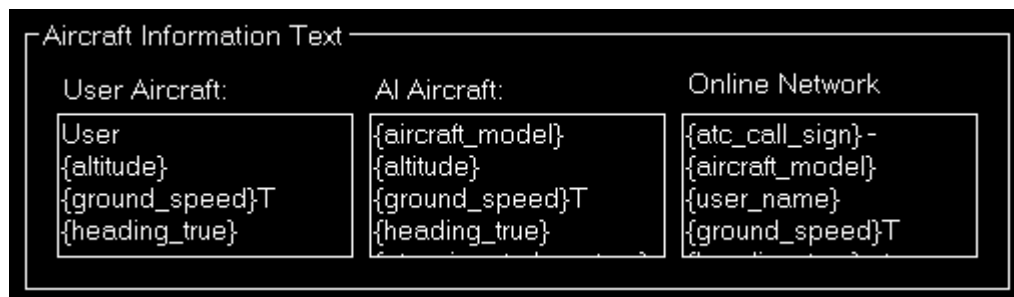 Aircraft Information Text
User Aircraft:
User
{altitude}
{ground_speed}T
{heading_true}
AI Aircraft:
{aircraft_model}
{altitude}
{ground_speed}T
{heading_true}
Online Network
{atc_call_sign} -
{aircraft_model}
{user_name}
{ground_speed}T